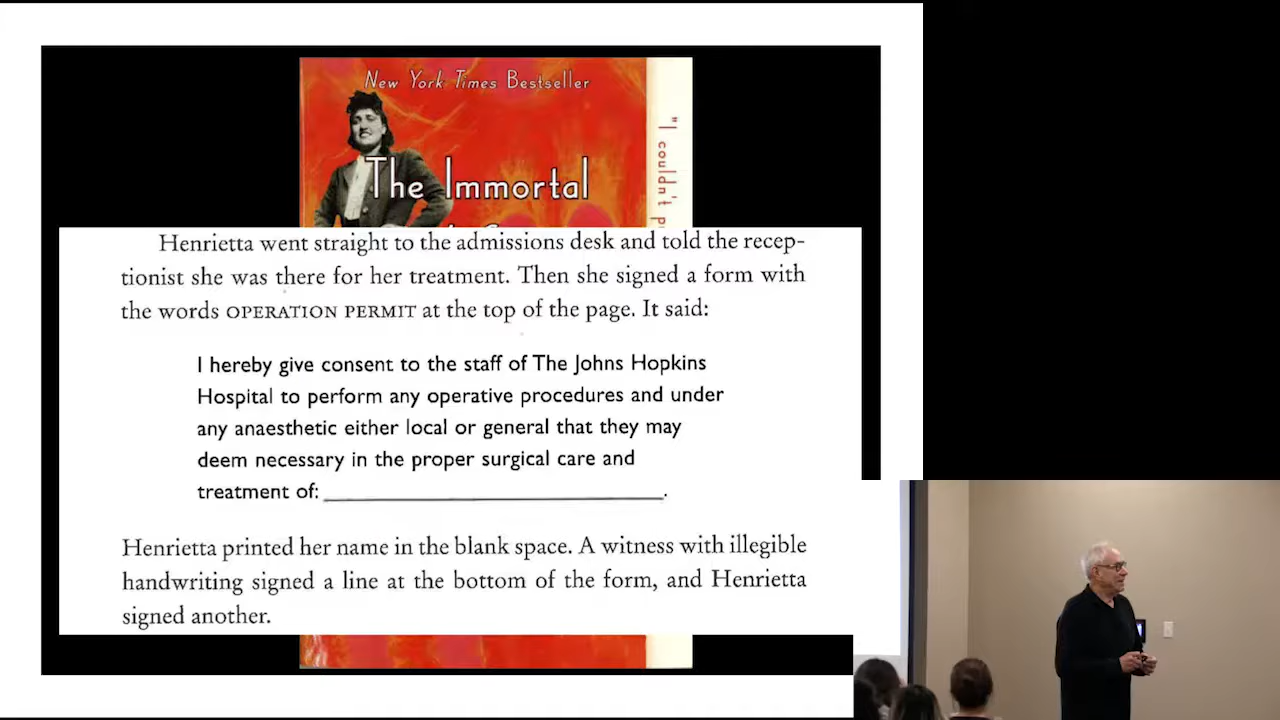 New York Times Bestseller
The Immortal
"I couldn't,
Henrietta went straight to the admissions desk and told the recep-
tionist she was there for her treatment. Then she signed a form with
the words OPERATION PERMIT at the top of the page. It said:
I hereby give consent to the staff of The Johns Hopkins
Hospital to perform any operative procedures and under
any anaesthetic either local or general that they may
deem necessary in the proper surgical care and
treatment of: .
Henrietta printed her name in the blank space. A witness with illegible
handwriting signed a line at the bottom of the form, and Henrietta
signed another.